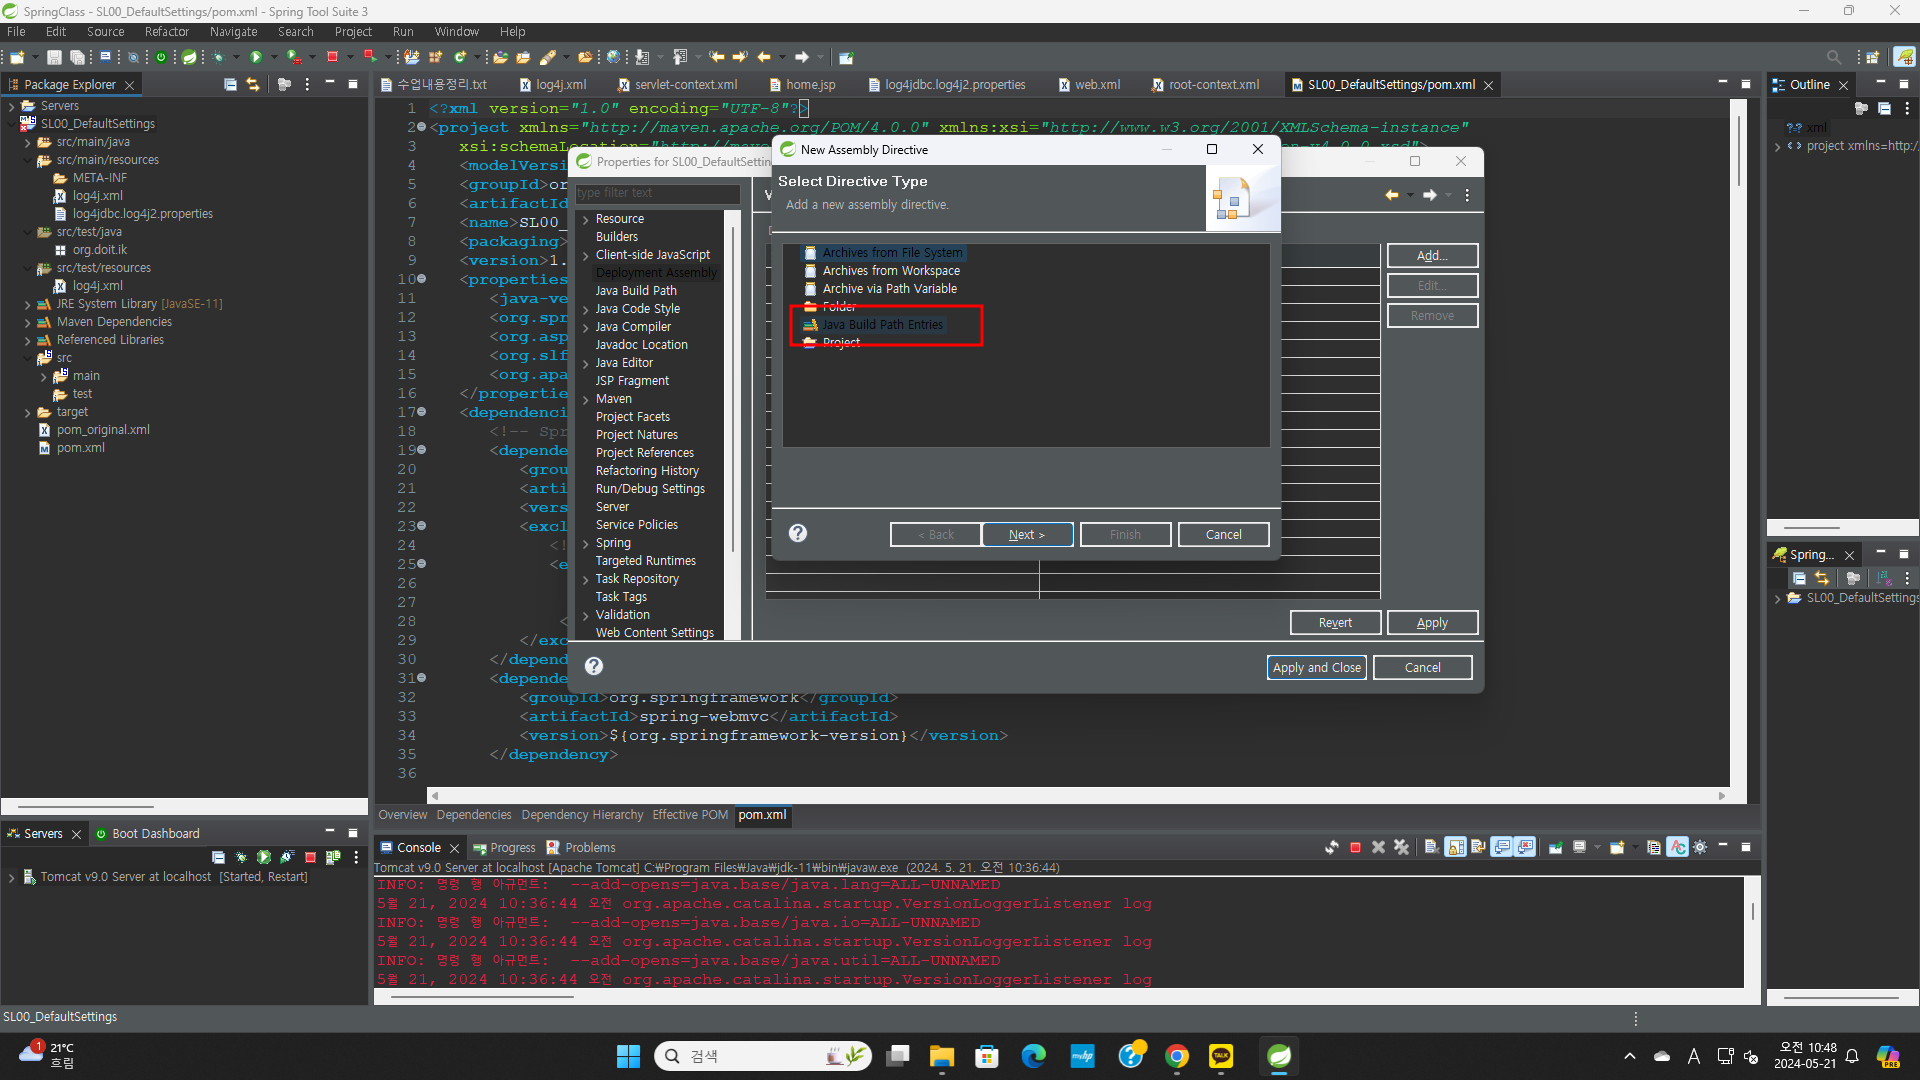 SpringClass - SL00_DefaultSettings/pom.xml - Spring Tool Suite 3
File Edit Source Refactor Navigate Search Project Run Window Help
Package Explorer
Servers
SL00_DefaultSettings
src/main/java
src/main/resources
META-INF
log4j.xml
log4jdbc.log4j2.properties
src/test/java
org.doit.ik
src/test/resources
log4j.xml
JRE System Library [JavaSE-11]
Maven Dependencies
Referenced Libraries
src
main
test
target
pom_original.xml
pom.xml
수업내용정리.txt log4j.xml servlet-context.xml home.jsp log4jdbc.log4j2.properties web.xml root-context.xml SL00_DefaultSettings/pom.xml
1 <?xml version="1.0" encoding="UTF-8"?>
2 <project xmlns="http://maven.apache.org/POM/4.0.0" xmlns:xsi="http://www.w3.org/2001/XMLSchema-instance"
3 xsi:schemaLocation="http://mav
4 <modelVersi
5 <groupId>or
6 <artifactId
7 <name>SL00_
8 <packaging>
9 <version>1.
10 <properties
11 <java-ve
12 <org.spr
13 <org.asp
14 <org.slf
15 <org.apa
16 </propertie
17 <dependenci
18 <!-- Spr
19 <depende
20 <grou
21 <arti
22 <vers
23 <excl
24 <!
25 <e
26
27
28 <
29 </exc
30 </depend
31 <depende
32 <groupId>org.springframework</groupId>
33 <artifactId>spring-webmvc</artifactId>
34 <version>${org.springframework-version}</version>
35 </dependency>
36
Overview Dependencies Dependency Hierarchy Effective POM pom.xml
Properties for SL00_DefaultSettin
type filter text
Resource
Builders
Client-side JavaScript
Deployment Assembly
Java Build Path
Java Code Style
Java Compiler
Javadoc Location
Java Editor
JSP Fragment
Maven
Project Facets
Project Natures
Project References
Refactoring History
Run/Debug Settings
Server
Service Policies
Spring
Targeted Runtimes
Task Repository
Task Tags
Validation
Web Content Settings
Add...
Edit...
Remove
Revert Apply
Apply and Close Cancel
New Assembly Directive
Select Directive Type
Add a new assembly directive.
Archives from File System
Archives from Workspace
Archive via Path Variable
Folder
Java Build Path Entries
Project
< Back Next > Finish Cancel
Outline
xml
project xmlns=http:/
Spring...
SL00_DefaultSettings
Servers Boot Dashboard
Tomcat v9.0 Server at localhost [Started, Restart]
Console Progress Problems
Tomcat v9.0 Server at localhost [Apache Tomcat] C:₩Program Files₩Java₩jdk-11₩bin₩javaw.exe (2024. 5. 21. 오전 10:36:44)
INFO: 명령 행 아규먼트: --add-opens=java.base/java.lang=ALL-UNNAMED
5월 21, 2024 10:36:44 오전 org.apache.catalina.startup.VersionLoggerListener log
INFO: 명령 행 아규먼트: --add-opens=java.base/java.io=ALL-UNNAMED
5월 21, 2024 10:36:44 오전 org.apache.catalina.startup.VersionLoggerListener log
INFO: 명령 행 아규먼트: --add-opens=java.base/java.util=ALL-UNNAMED
5월 21, 2024 10:36:44 오전 org.apache.catalina.startup.VersionLoggerListener log
SL00_DefaultSettings
1
21℃
흐림
검색
myhp
TALK
PRE
A
오전 10:48
2024-05-21